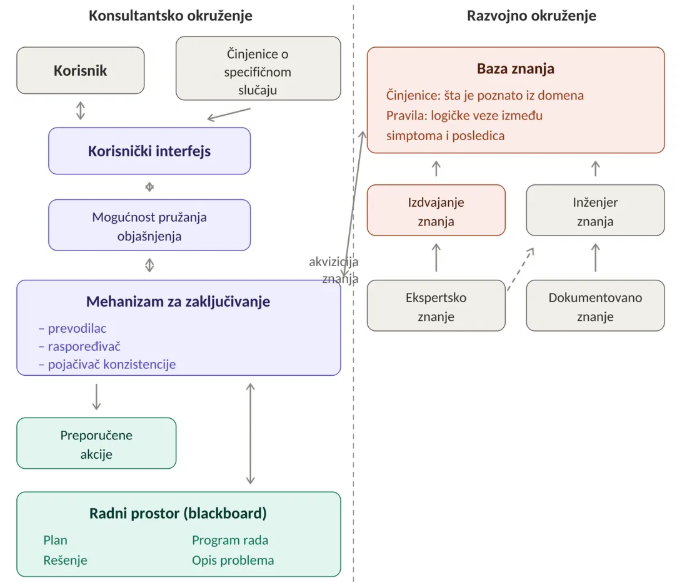 Konsultantsko okruženje
Razvojno okruženje
Korisnik
Činjenice o
specifičnom
slučaju
Korisnički interfejs
Mogućnost pružanja
objašnjenja
akvizicija
znanja
Mehanizam za zaključivanje
– prevodilac
– raspoređivač
– pojačivač konzistencije
Preporučene
akcije
Radni prostor (blackboard)
Plan
Program rada
Rešenje
Opis problema
Baza znanja
Činjenice: šta je poznato iz domena
Pravila: logičke veze između
simptoma i posledica
Izdvajanje
znanja
Inženjer
znanja
Ekspertsko
znanje
Dokumentovano
znanje